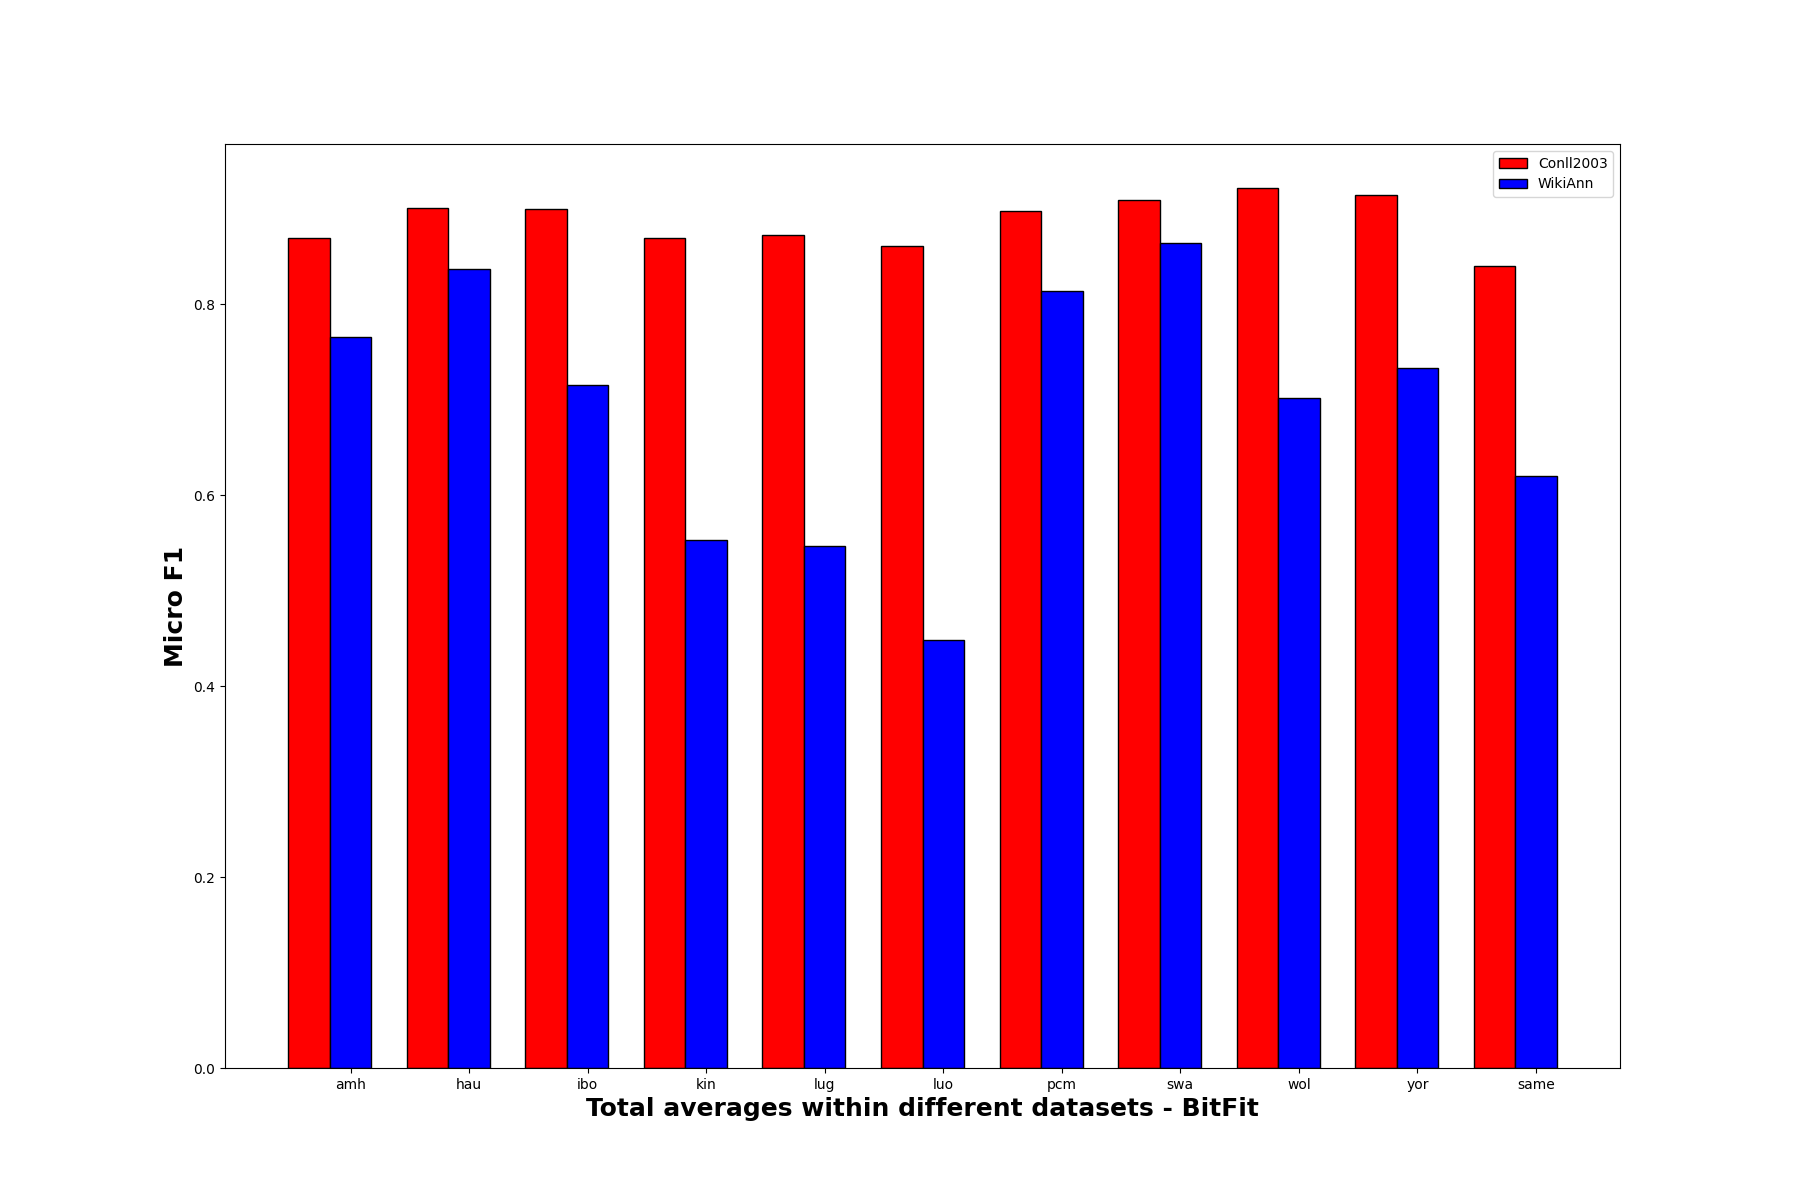 Conll2003
WikiAnn
0.8
0.6
0.4
0.2
0.0
Micro F1
amh hau ibo kin lug luo pcm swa wol yor same
Total averages within different datasets - BitFit